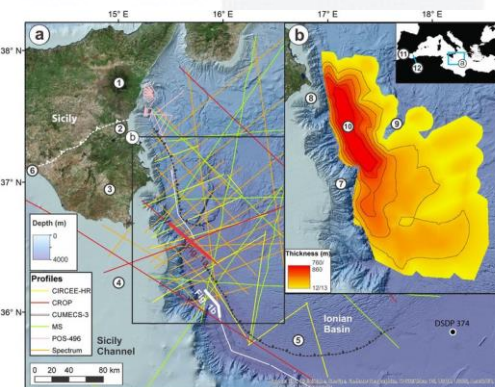 15°E
16°E
17°E
18°E
38°N
a
b
11
12
a
1
8
Sicily
10
9
2
b
6
37°N
3
7
Depth (m)
0
4000
Thickness (m)
760/
860
12/13
Profiles
CIRCEE-HR
CROP
CUMECS-3
MS
POS-496
Spectrum
4
Ionian
Basin
DSDP 374
36°N
Sicily
Channel
5
0 20 40 80 km